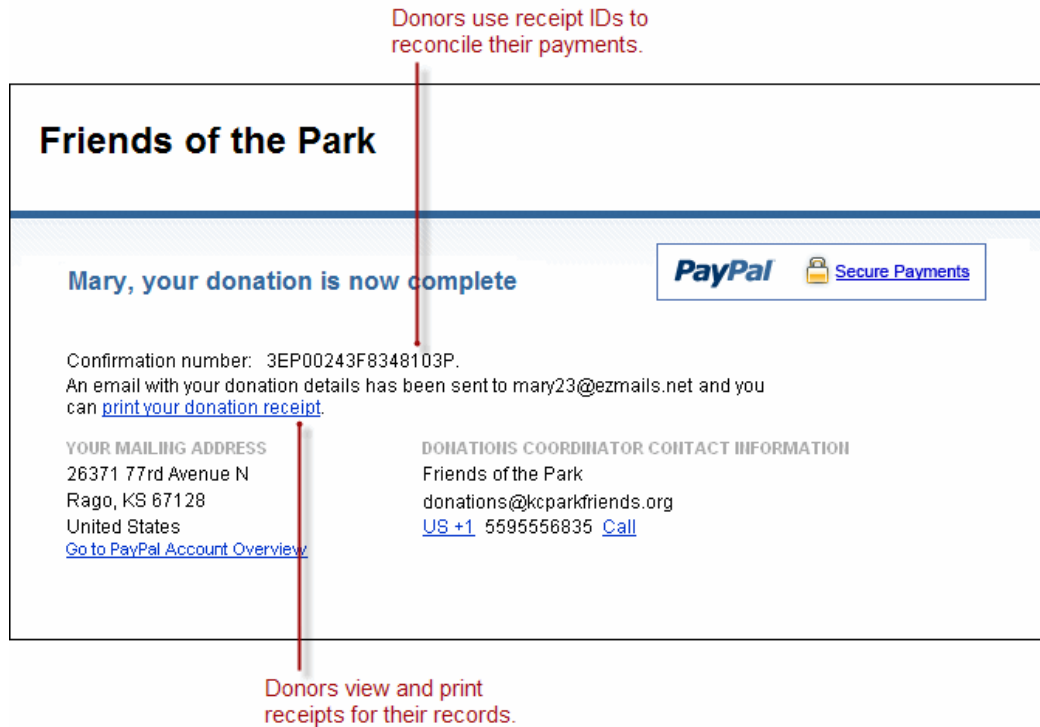 Donors use receipt IDs to
reconcile their payments.
Friends of the Park
Mary, your donation is now complete
PayPal Secure Payments
Confirmation number: 3EP00243F8348103P.
An email with your donation details has been sent to mary23@ezmails.net and you
can print your donation receipt.
YOUR MAILING ADDRESS
26371 77rd Avenue N
Rago, KS 67128
United States
Go to PayPal Account Overview
DONATIONS COORDINATOR CONTACT INFORMATION
Friends of the Park
donations@kcparkfriends.org
US +1 5595556835 Call
Donors view and print
receipts for their records.